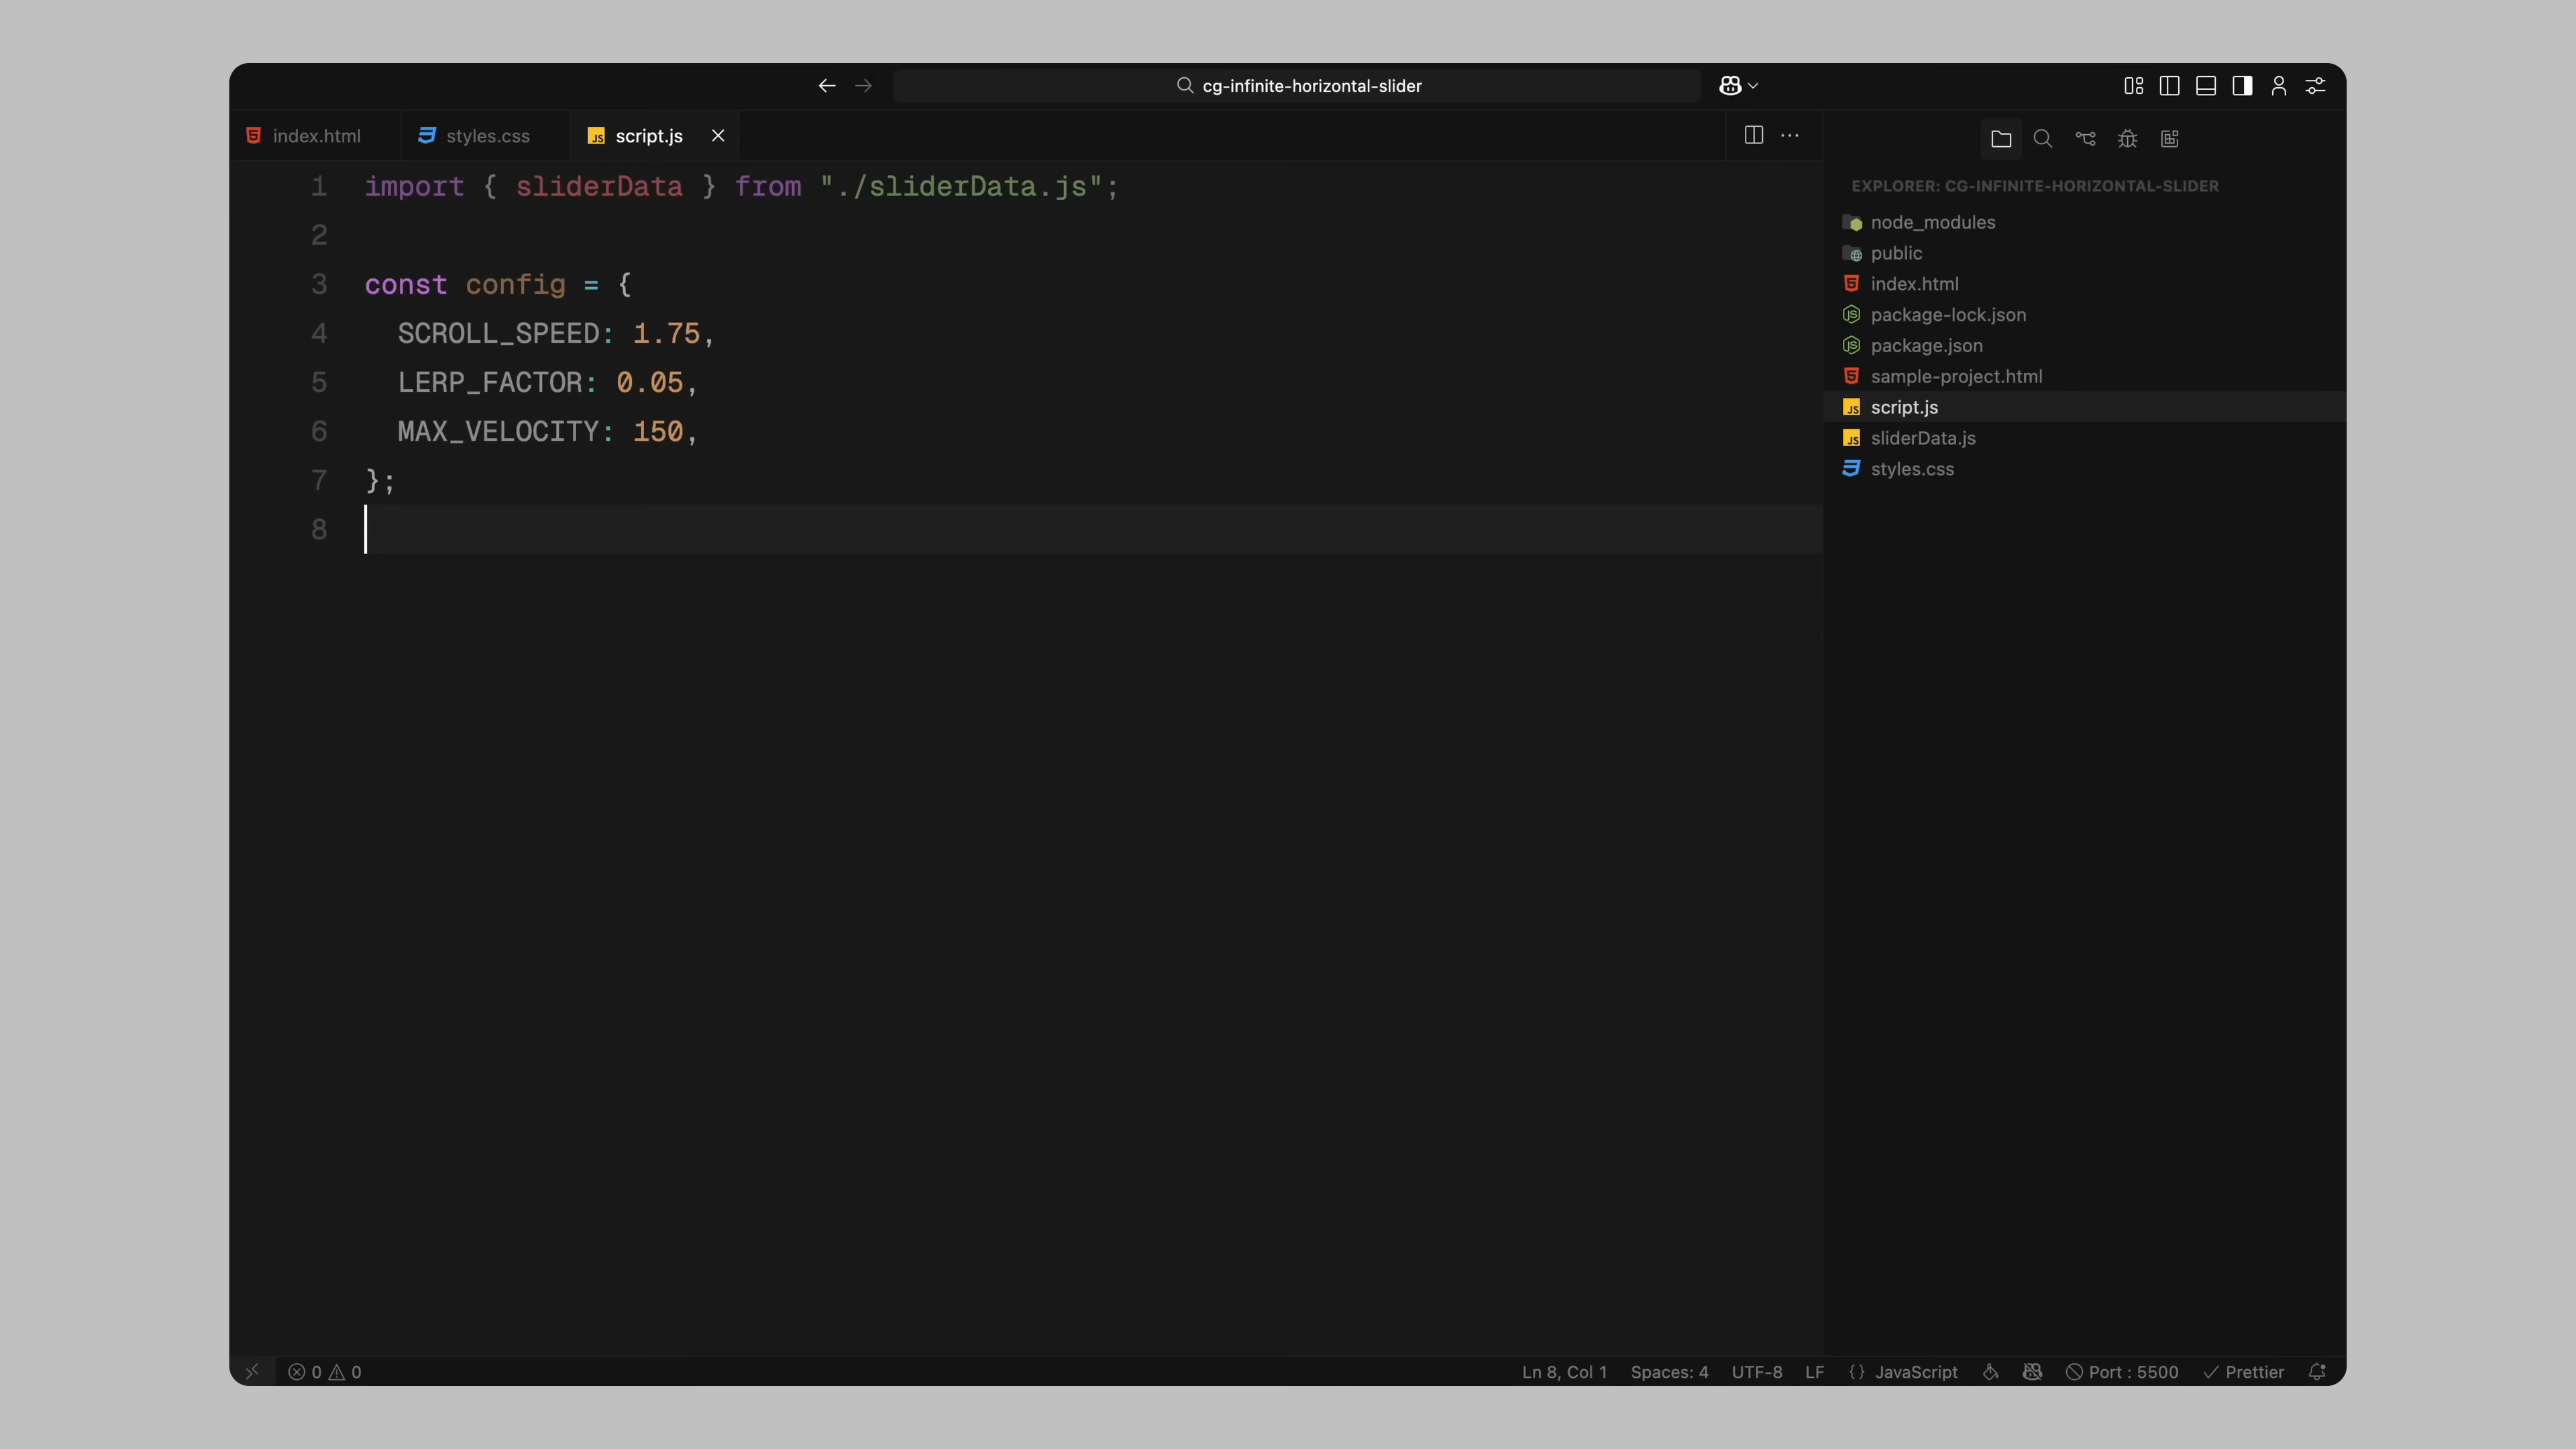 cg-infinite-horizontal-slider
index.html
styles.css
script.js
1 import { sliderData } from "./sliderData.js";
2
3 const config = {
4 SCROLL_SPEED: 1.75,
5 LERP_FACTOR: 0.05,
6 MAX_VELOCITY: 150,
7 };
8
EXPLORER: CG-INFINITE-HORIZONTAL-SLIDER
node_modules
public
index.html
package-lock.json
package.json
sample-project.html
script.js
sliderData.js
styles.css
0 0
Ln 8, Col 1 Spaces: 4 UTF-8 LF {} JavaScript Port : 5500 Prettier